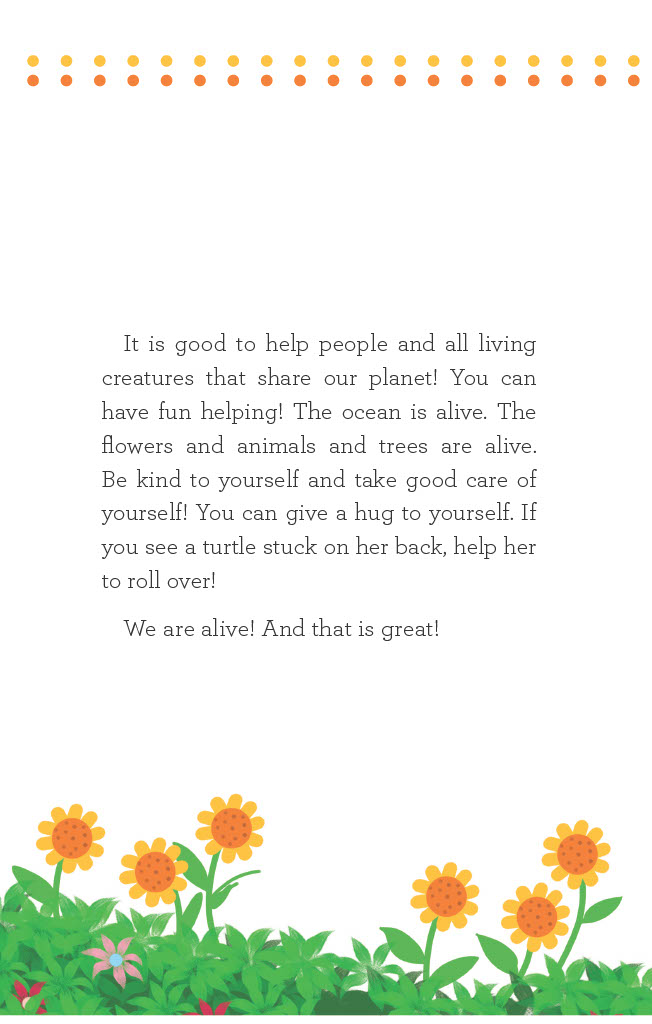 It is good to help people and all living
creatures that share our planet! You can
have fun helping! The ocean is alive. The
flowers and animals and trees are alive.
Be kind to yourself and take good care of
yourself! You can give a hug to yourself. If
you see a turtle stuck on her back, help her
to roll over!
We are alive! And that is great!